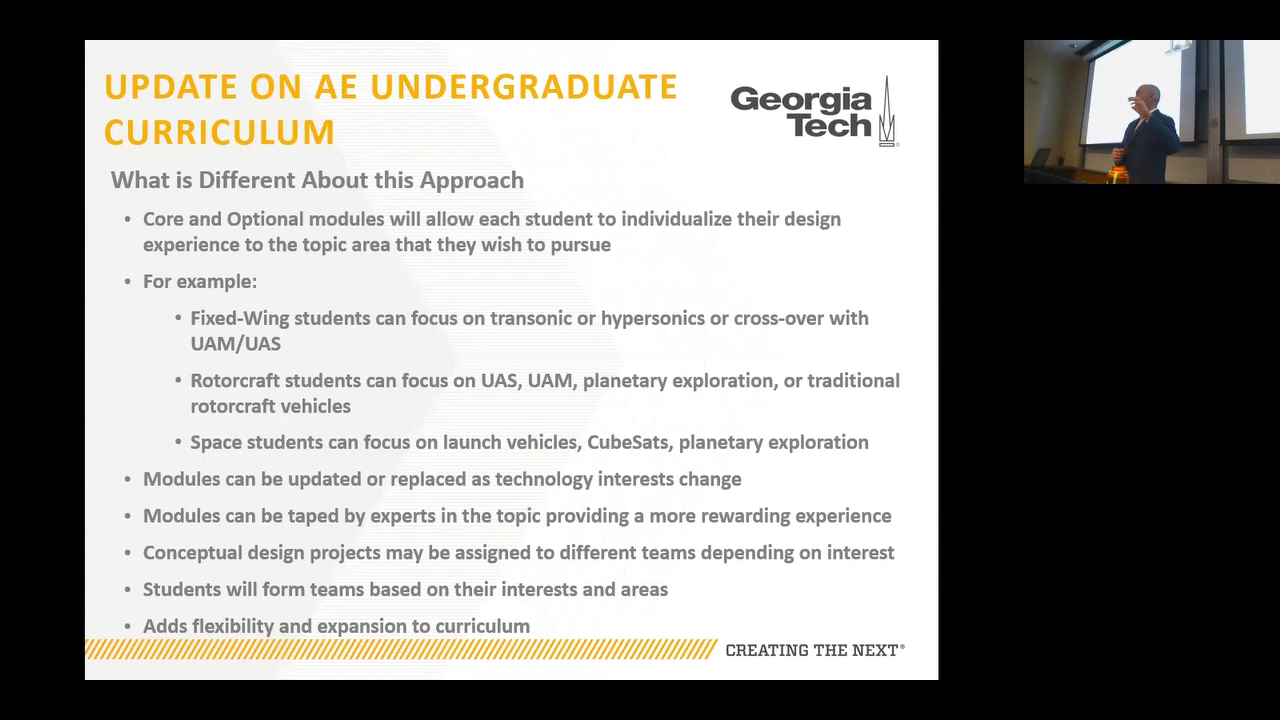 UPDATE ON AE UNDERGRADUATE
CURRICULUM
Georgia
Tech
What is Different About this Approach
• Core and Optional modules will allow each student to individualize their design
experience to the topic area that they wish to pursue
• For example:
• Fixed-Wing students can focus on transonic or hypersonics or cross-over with
UAM/UAS
• Rotorcraft students can focus on UAS, UAM, planetary exploration, or traditional
rotorcraft vehicles
• Space students can focus on launch vehicles, CubeSats, planetary exploration
• Modules can be updated or replaced as technology interests change
• Modules can be taped by experts in the topic providing a more rewarding experience
• Conceptual design projects may be assigned to different teams depending on interest
• Students will form teams based on their interests and areas
• Adds flexibility and expansion to curriculum
CREATING THE NEXT®